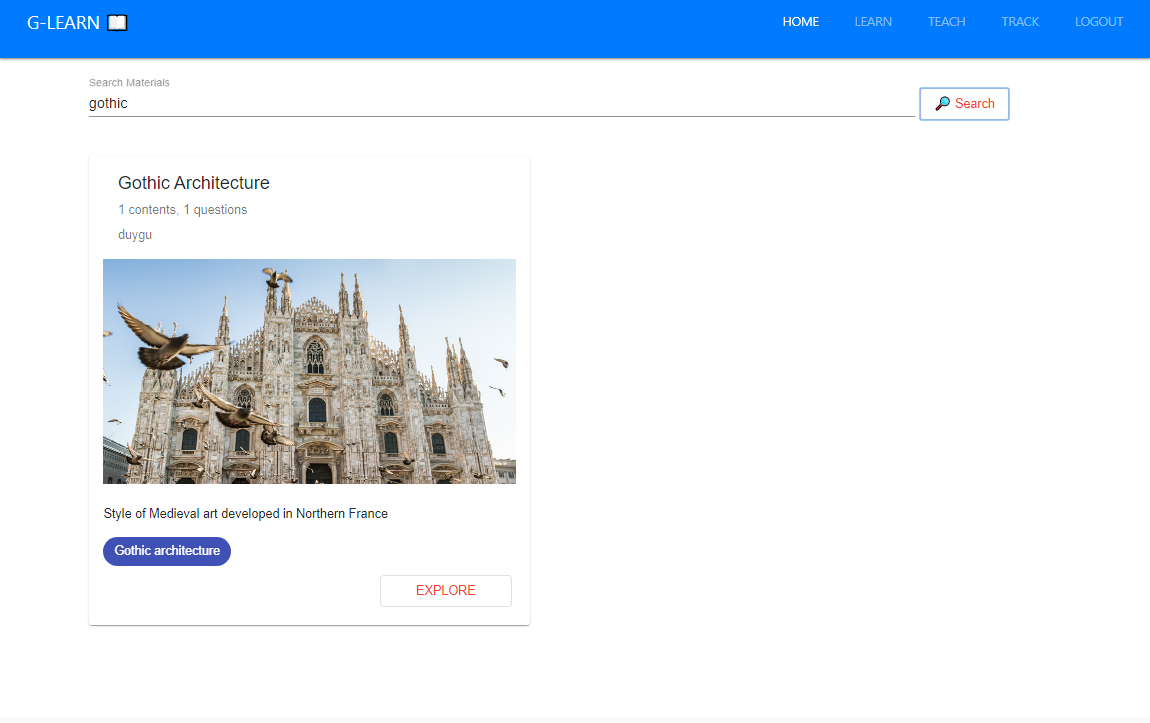 G-LEARN
HOME LEARN TEACH TRACK LOGOUT
Search Materials
gothic
Search
Gothic Architecture
1 contents, 1 questions
duygu
Style of Medieval art developed in Northern France
Gothic architecture
EXPLORE